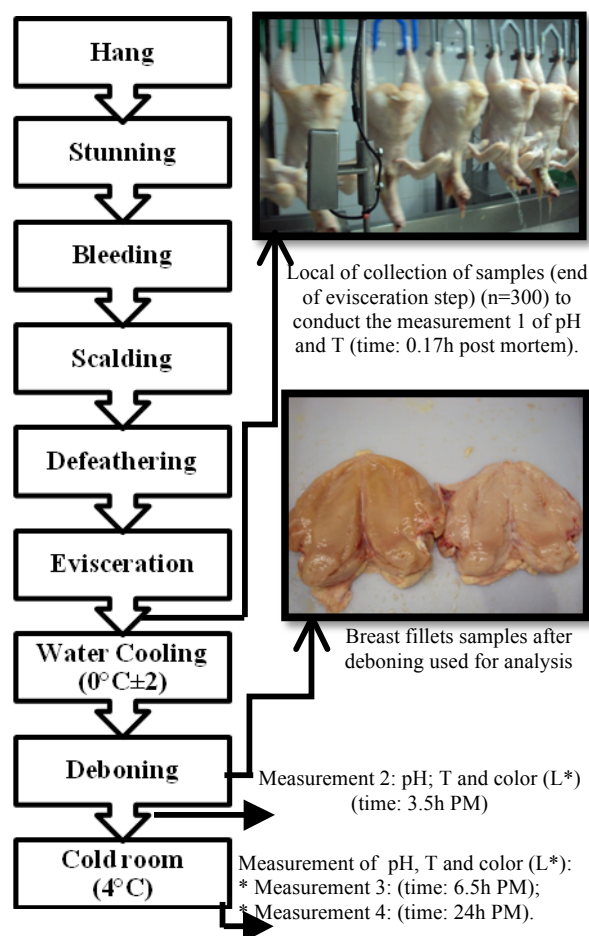 Hang
Stunning
Bleeding
Scalding
Defeathering
Evisceration
Water Cooling
(0°C±2)
Deboning
Cold room
(4°C)
Local of collection of samples (end
of evisceration step) (n=300) to
conduct the measurement 1 of pH
and T (time: 0.17h post mortem).
Breast fillets samples after
deboning used for analysis
Measurement 2: pH; T and color (L*)
(time: 3.5h PM)
Measurement of pH, T and color (L*):
* Measurement 3: (time: 6.5h PM);
* Measurement 4: (time: 24h PM).